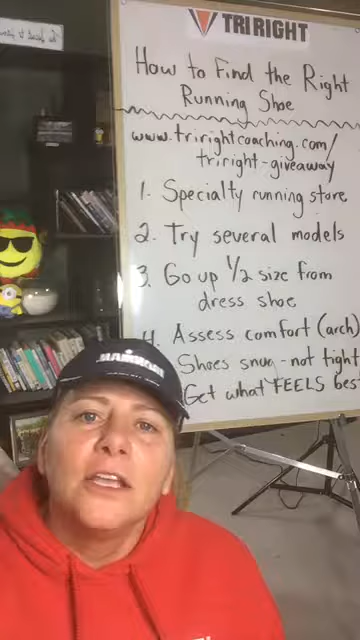 TRI RIGHT
How to Find the Right
Running Shoe
www.trirightcoaching.com/
triright-giveaway
1. Specialty running store
2. Try several models
3. Go up 1/2 size from
dress shoe
4. Assess comfort (arch)
Shoes snug - not tight
Get what FEELS best